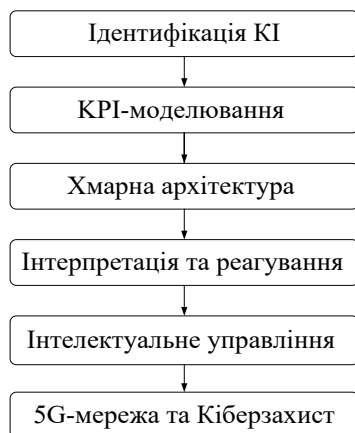 Ідентифікація КІ
KPI-моделювання
Хмарна архітектура
Інтерпретація та реагування
Інтелектуальне управління
5G-мережа та Кіберзахист